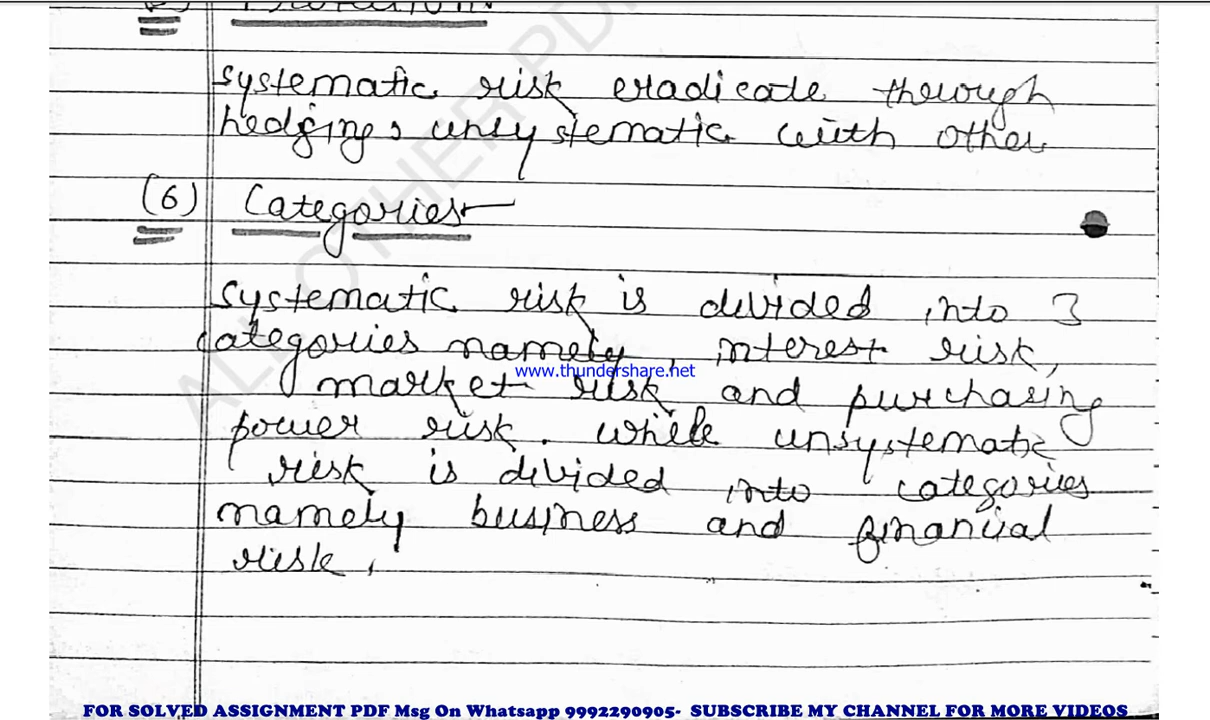 systematic risk eradicate through
hedging, unsystematic with other
(6) Categories
systematic risk is divided into 3
categories namely, interest risk,
www.thundershare.net
market risk and purchasing
power risk. while unsystematic
risk is divided into categories
namely business and financial
risk,
FOR SOLVED ASSIGNMENT PDF Msg On Whatsapp 9992290905- SUBSCRIBE MY CHANNEL FOR MORE VIDEOS